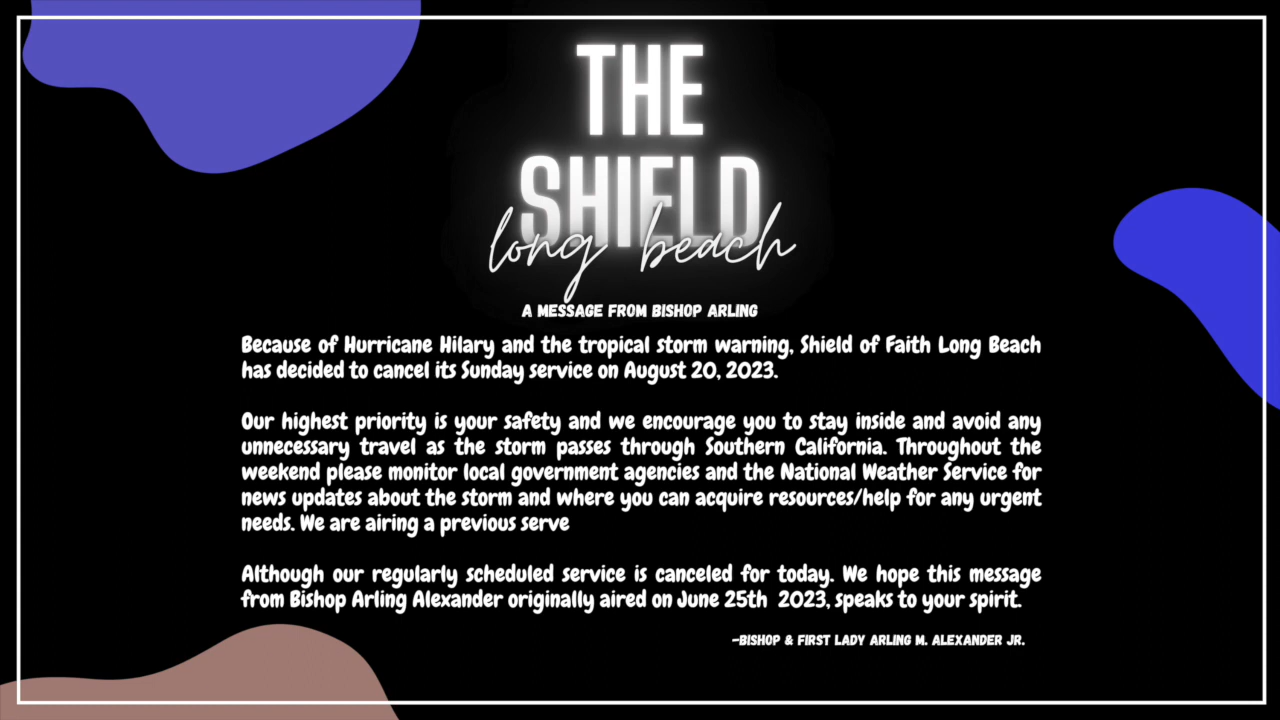 THE
SHIELD
long beach
A MESSAGE FROM BISHOP ARLING
Because of Hurricane Hilary and the tropical storm warning, Shield of Faith Long Beach
has decided to cancel its Sunday service on August 20, 2023.
Our highest priority is your safety and we encourage you to stay inside and avoid any
unnecessary travel as the storm passes through Southern California. Throughout the
weekend please monitor local government agencies and the National Weather Service for
news updates about the storm and where you can acquire resources/help for any urgent
needs. We are airing a previous serve
Although our regularly scheduled service is canceled for today. We hope this message
from Bishop Arling Alexander originally aired on June 25th 2023, speaks to your spirit.
-BISHOP & FIRST LADY ARLING M. ALEXANDER JR.